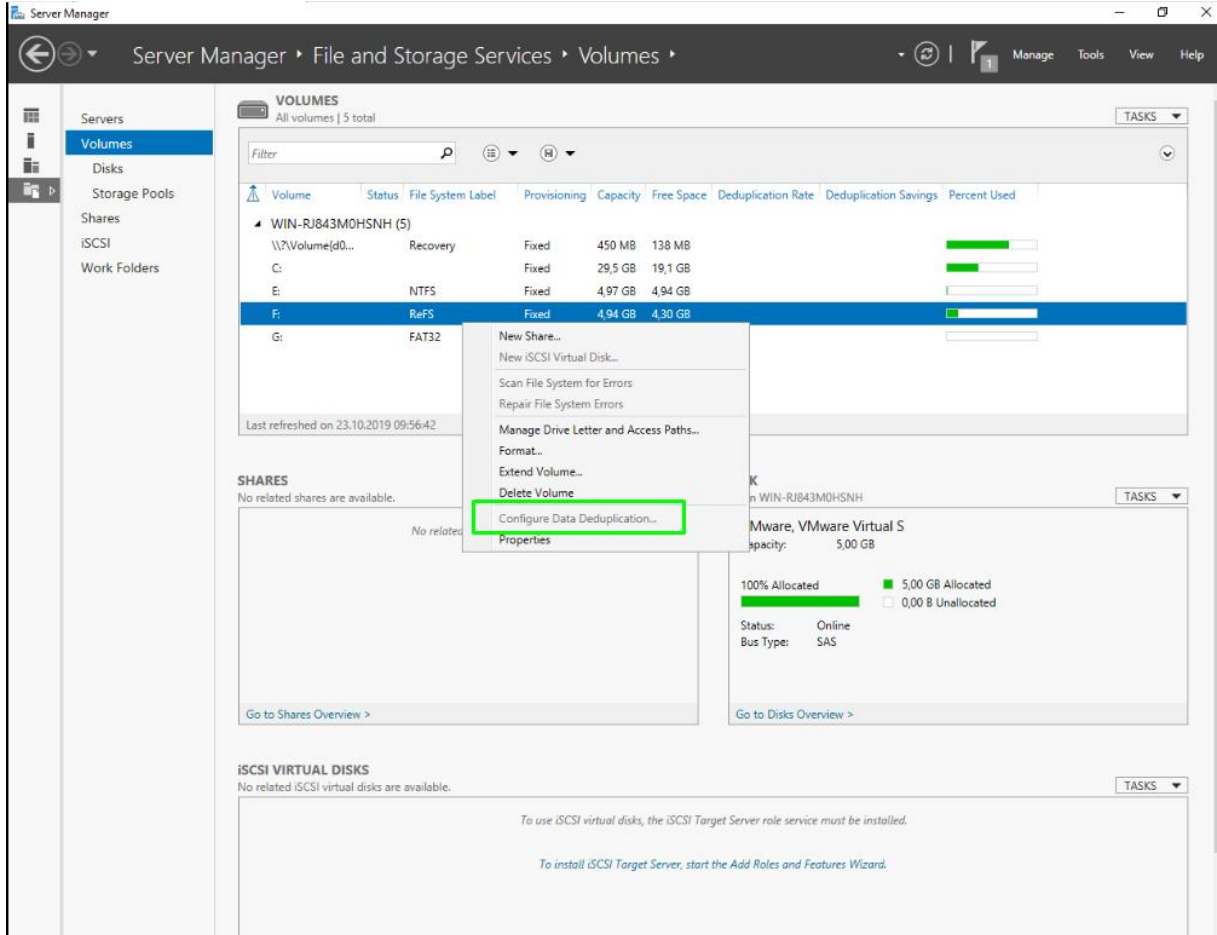 Server Manager
Server Manager ‣ File and Storage Services ‣ Volumes ‣
1 Manage Tools View Help
Servers
Volumes
Disks
Storage Pools
Shares
iSCSI
Work Folders
VOLUMES
All volumes | 5 total
TASKS
Filter
Volume Status File System Label Provisioning Capacity Free Space Deduplication Rate Deduplication Savings Percent Used
WIN-RJ843M0HSNH (5)
\\?\Volume{d0... Recovery Fixed 450 MB 138 MB
C: Fixed 29,5 GB 19,1 GB
E: NTFS Fixed 4,97 GB 4,94 GB
F: ReFS Fixed 4,94 GB 4,30 GB
G: FAT32
Last refreshed on 23.10.2019 09:56:42
New Share...
New iSCSI Virtual Disk...
Scan File System for Errors
Repair File System Errors
Manage Drive Letter and Access Paths...
Format...
Extend Volume...
Delete Volume
Configure Data Deduplication...
Properties
SHARES
No related shares are available.
No related
Go to Shares Overview >
K
WIN-RJ843M0HSNH
TASKS
VMware, VMware Virtual S
Capacity: 5,00 GB
100% Allocated
5,00 GB Allocated
0,00 B Unallocated
Status: Online
Bus Type: SAS
Go to Disks Overview >
iSCSI VIRTUAL DISKS
No related iSCSI virtual disks are available.
TASKS
To use iSCSI virtual disks, the iSCSI Target Server role service must be installed.
To install iSCSI Target Server, start the Add Roles and Features Wizard.